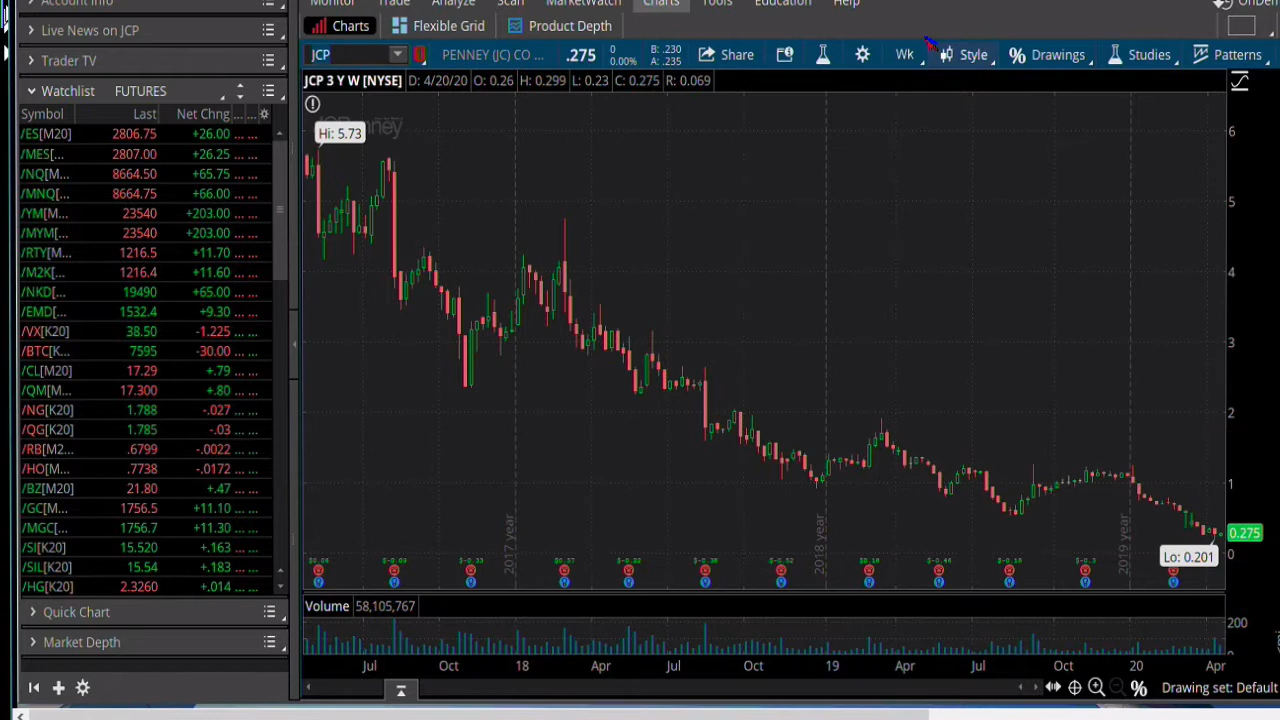 Account Info
Monitor Trade Analyze Scan MarketWatch Charts Tools Education Help
Live News on JCP
Charts Flexible Grid Product Depth
Trader TV
JCP PENNEY (JC) CO ... .275 0.00 0.00% B: .230 A: .235 Share Wk Style Drawings Studies Patterns
Watchlist FUTURES
JCP 3 Y W [NYSE] D: 4/20/20 O: 0.26 H: 0.299 L: 0.23 C: 0.275 R: 0.069
Symbol Last Net Chng ... ...
/ES[M20] 2806.75 +26.00 ... ...
/MES[... 2807.00 +26.25 ... ...
/NQ[M... 8664.50 +65.75 ... ...
/MNQ[... 8664.75 +66.00 ... ...
/YM[M... 23540 +203.00 ... ...
/MYM[... 23540 +203.00 ... ...
/RTY[M... 1216.5 +11.70 ... ...
/M2K[... 1216.4 +11.60 ... ...
/NKD[... 19490 +65.00 ... ...
/EMD[... 1532.4 +9.30 ... ...
/VX[K20] 38.50 -1.225 ... ...
/BTC[K... 7595 -30.00 ... ...
/CL[M20] 17.29 +.79 ... ...
/QM[M... 17.300 +.80 ... ...
/NG[K20] 1.788 -.027 ... ...
/QG[K20] 1.785 -.03 ... ...
/RB[M2... .6799 -.0022 ... ...
/HO[M... .7738 -.0172 ... ...
/BZ[M20] 21.80 +.47 ... ...
/GC[M... 1756.5 +11.10 ... ...
/MGC[... 1756.7 +11.30 ... ...
/SI[K20] 15.520 +.163 ... ...
/SIL[K20] 15.54 +.183 ... ...
/HG[K20] 2.3260 +.014 ... ...
Quick Chart
Market Depth
Hi: 5.73
6
5
4
3
2
1
0.275
0
Lo: 0.201
2017 year
2018 year
2019 year
Volume 58,105,767
200
100
Jul Oct 18 Apr Jul Oct 19 Apr Jul Oct 20 Apr
Drawing set: Default